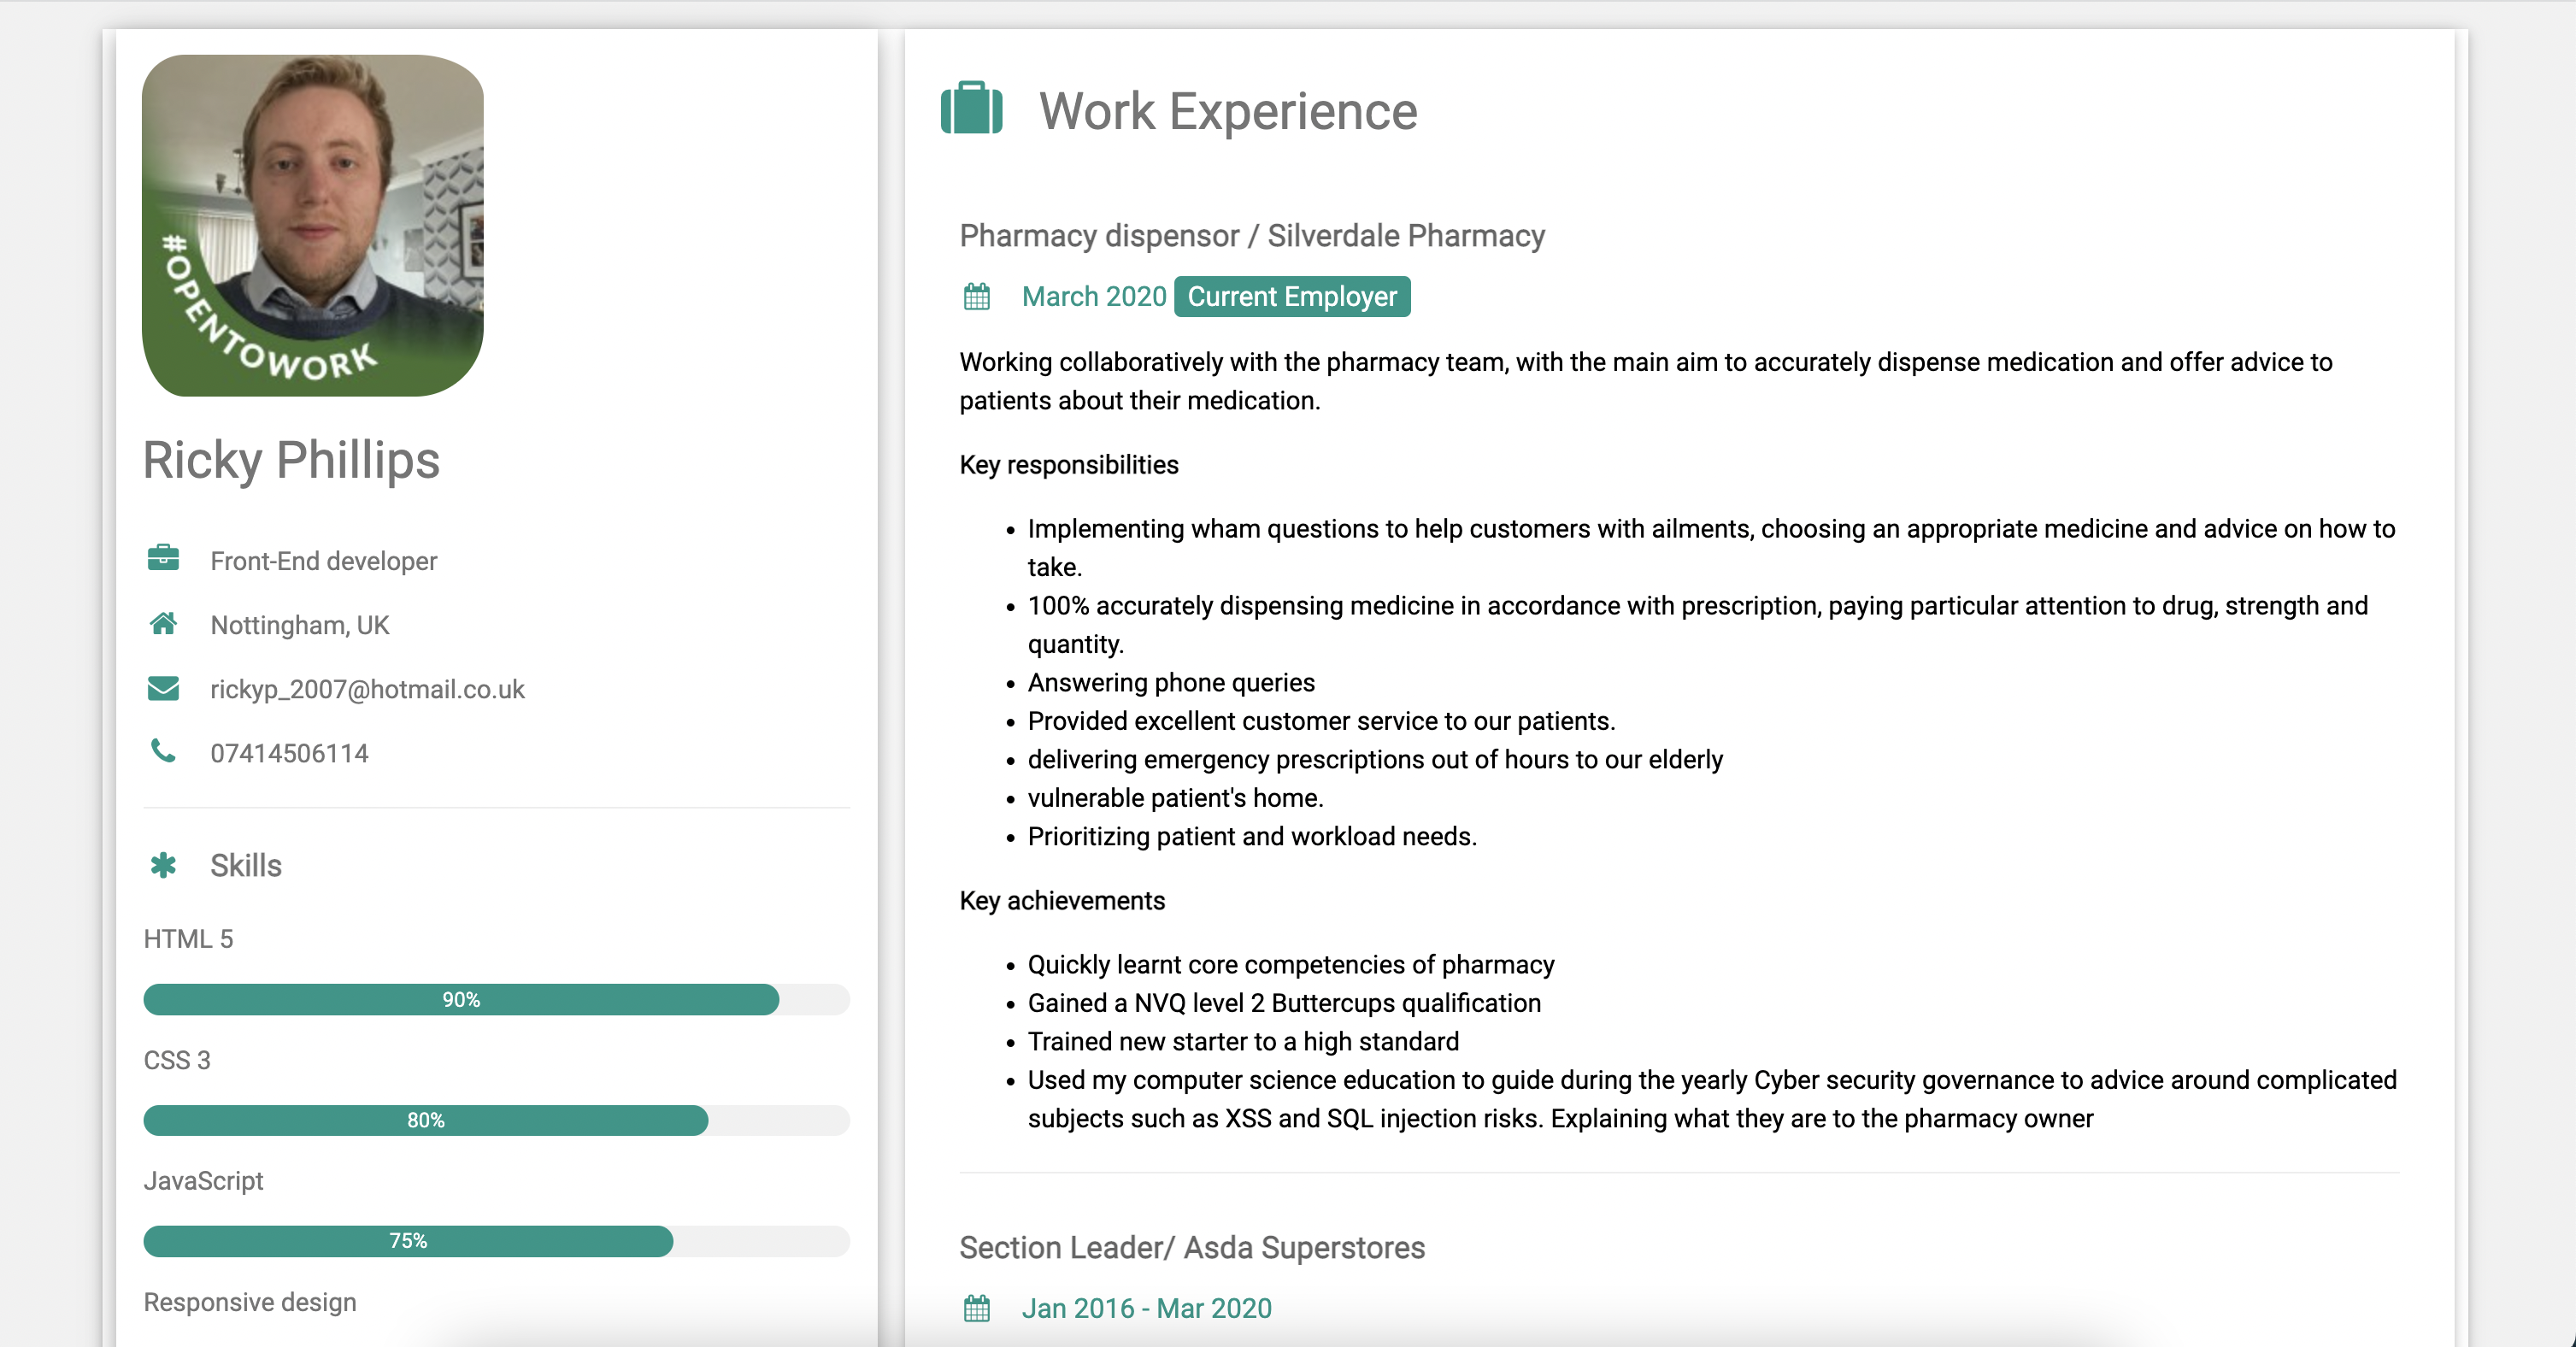 #OPENTOWORK
Ricky Phillips
Front-End developer
Nottingham, UK
rickyp_2007@hotmail.co.uk
07414506114
Skills
HTML 5
90%
CSS 3
80%
JavaScript
75%
Responsive design
Work Experience
Pharmacy dispensor / Silverdale Pharmacy
March 2020 Current Employer
Working collaboratively with the pharmacy team, with the main aim to accurately dispense medication and offer advice to
patients about their medication.
Key responsibilities
• Implementing wham questions to help customers with ailments, choosing an appropriate medicine and advice on how to
take.
• 100% accurately dispensing medicine in accordance with prescription, paying particular attention to drug, strength and
quantity.
• Answering phone queries
• Provided excellent customer service to our patients.
• delivering emergency prescriptions out of hours to our elderly
• vulnerable patient's home.
• Prioritizing patient and workload needs.
Key achievements
• Quickly learnt core competencies of pharmacy
• Gained a NVQ level 2 Buttercups qualification
• Trained new starter to a high standard
• Used my computer science education to guide during the yearly Cyber security governance to advice around complicated
subjects such as XSS and SQL injection risks. Explaining what they are to the pharmacy owner
Section Leader/ Asda Superstores
Jan 2016 - Mar 2020